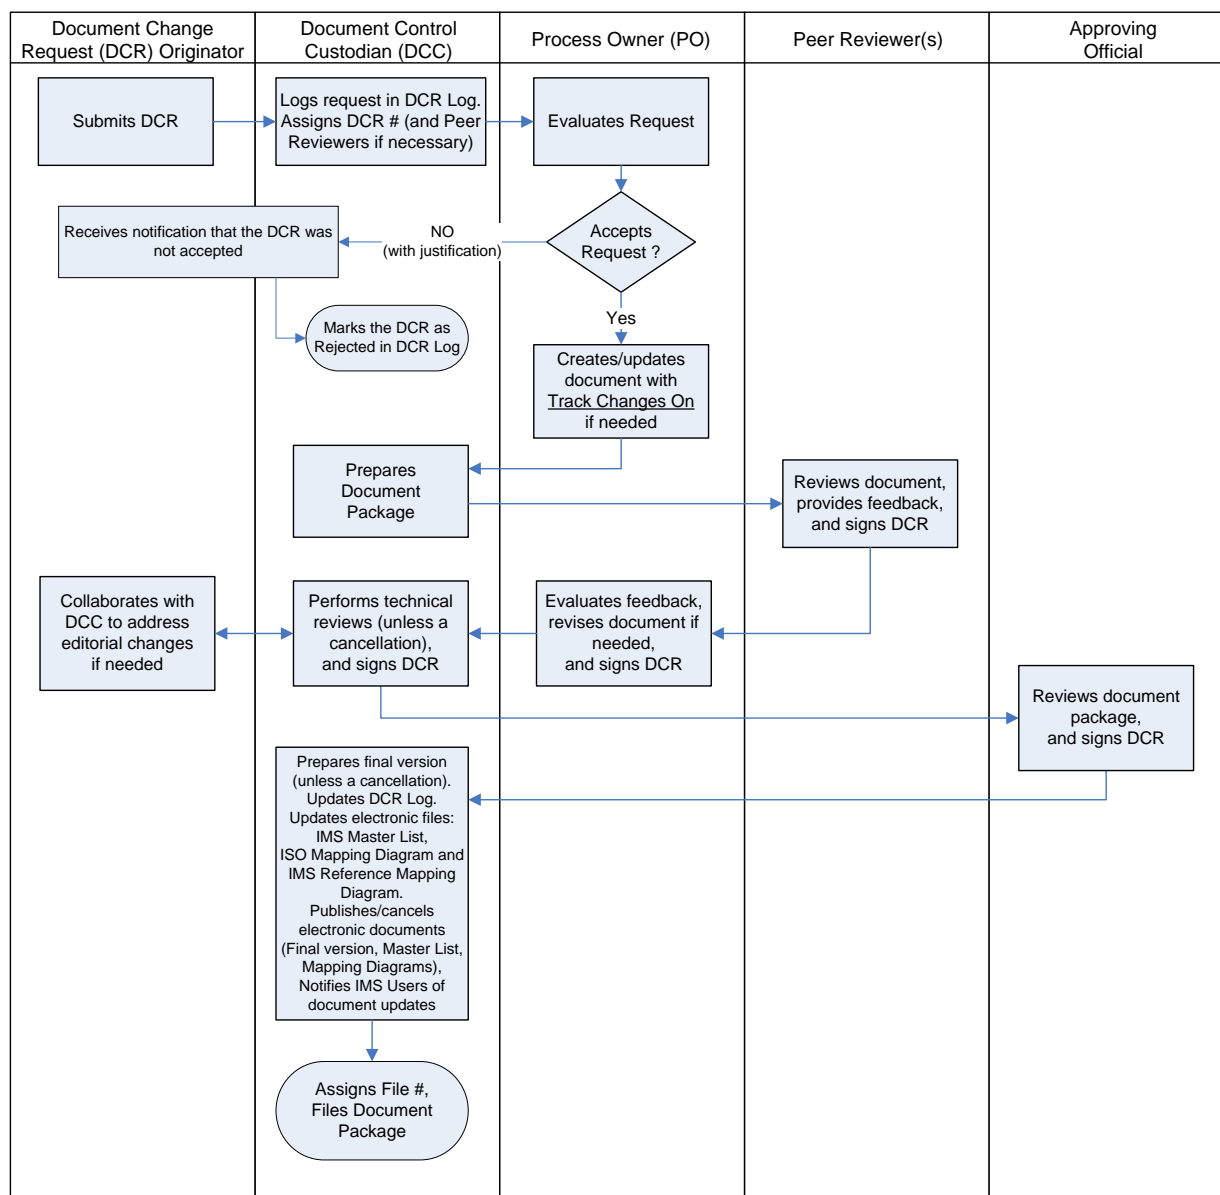 Document Change
Request (DCR) Originator
Document Control
Custodian (DCC)
Process Owner (PO)
Peer Reviewer(s)
Approving
Official
Submits DCR
Logs request in DCR Log.
Assigns DCR # (and Peer
Reviewers if necessary)
Evaluates Request
Receives notification that the DCR was
not accepted
NO
(with justification)
Accepts
Request ?
Marks the DCR as
Rejected in DCR Log
Yes
Creates/updates
document with
Track Changes On
if needed
Prepares
Document
Package
Reviews document,
provides feedback,
and signs DCR
Collaborates with
DCC to address
editorial changes
if needed
Performs technical
reviews (unless a
cancellation),
and signs DCR
Evaluates feedback,
revises document if
needed,
and signs DCR
Reviews document
package,
and signs DCR
Prepares final version
(unless a cancellation).
Updates DCR Log.
Updates electronic files:
IMS Master List,
ISO Mapping Diagram and
IMS Reference Mapping
Diagram.
Publishes/cancels
electronic documents
(Final version, Master List,
Mapping Diagrams),
Notifies IMS Users of
document updates
Assigns File #,
Files Document
Package